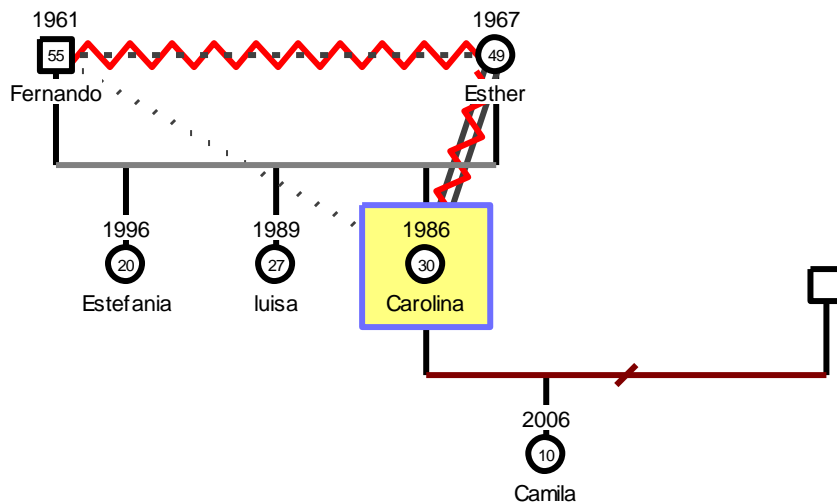 1961
1967
55
49
Fernando
Esther
1996
1989
1986
20
27
30
Estefania
luisa
Carolina
2006
10
Camila